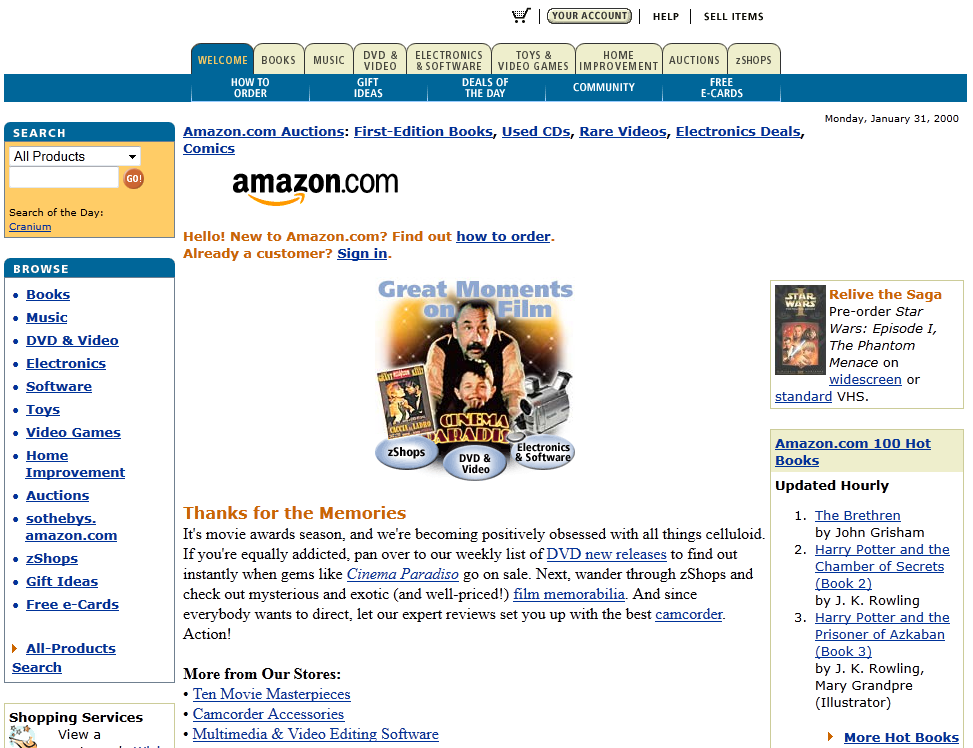 YOUR ACCOUNT
HELP
SELL ITEMS
WELCOME
BOOKS
MUSIC
DVD &
VIDEO
ELECTRONICS
& SOFTWARE
TOYS &
VIDEO GAMES
HOME
IMPROVEMENT
AUCTIONS
zSHOPS
HOW TO
ORDER
GIFT
IDEAS
DEALS OF
THE DAY
COMMUNITY
FREE
E-CARDS
Monday, January 31, 2000
SEARCH
All Products
GO!
Search of the Day:
Cranium
BROWSE
Books
Music
DVD & Video
Electronics
Software
Toys
Video Games
Home
Improvement
Auctions
sothebys.
amazon.com
zShops
Gift Ideas
Free e-Cards
All-Products
Search
Shopping Services
View a
Amazon.com Auctions: First-Edition Books, Used CDs, Rare Videos, Electronics Deals,
Comics
amazon.com
Hello! New to Amazon.com? Find out how to order.
Already a customer? Sign in.
Great Moments
on Film
CACCIA al LADRO
CINEMA
PARADISO
zShops
DVD &
Video
Electronics
& Software
Thanks for the Memories
It's movie awards season, and we're becoming positively obsessed with all things celluloid.
If you're equally addicted, pan over to our weekly list of DVD new releases to find out
instantly when gems like Cinema Paradiso go on sale. Next, wander through zShops and
check out mysterious and exotic (and well-priced!) film memorabilia. And since
everybody wants to direct, let our expert reviews set you up with the best camcorder.
Action!
More from Our Stores:
• Ten Movie Masterpieces
• Camcorder Accessories
• Multimedia & Video Editing Software
STAR
WARS
I
Relive the Saga
Pre-order Star
Wars: Episode I,
The Phantom
Menace on
widescreen or
standard VHS.
Amazon.com 100 Hot
Books
Updated Hourly
1. The Brethren
by John Grisham
2. Harry Potter and the
Chamber of Secrets
(Book 2)
by J. K. Rowling
3. Harry Potter and the
Prisoner of Azkaban
(Book 3)
by J. K. Rowling,
Mary Grandpre
(Illustrator)
More Hot Books